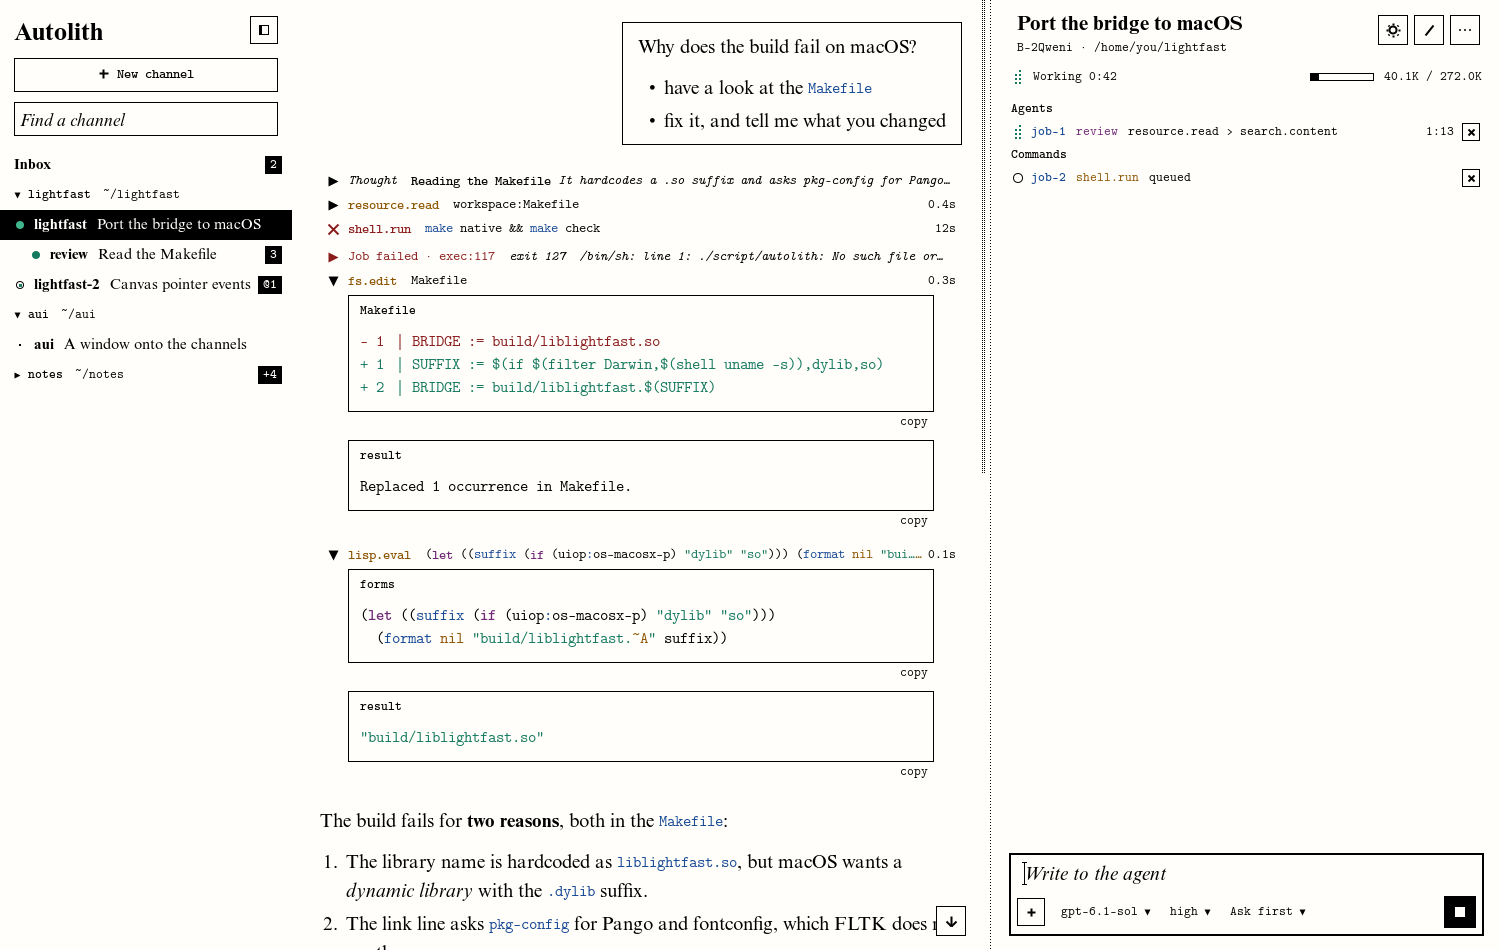 Autolith
+ New channel
Find a channel
Inbox 2
▼ lightfast ~/lightfast
lightfast Port the bridge to macOS
review Read the Makefile 3
lightfast-2 Canvas pointer events @1
▼ aui ~/aui
· aui A window onto the channels
▶ notes ~/notes +4
Why does the build fail on macOS?
• have a look at the Makefile
• fix it, and tell me what you changed
▶ Thought Reading the Makefile It hardcodes a .so suffix and asks pkg-config for Pango…
▶ resource.read workspace:Makefile 0.4s
✕ shell.run make native && make check 12s
▶ Job failed · exec:117 exit 127 /bin/sh: line 1: ./script/autolith: No such file or…
▼ fs.edit Makefile 0.3s
Makefile
- 1 │ BRIDGE := build/liblightfast.so
+ 1 │ SUFFIX := $(if $(filter Darwin,$(shell uname -s)),dylib,so)
+ 2 │ BRIDGE := build/liblightfast.$(SUFFIX)
copy
result
Replaced 1 occurrence in Makefile.
copy
▼ lisp.eval (let ((suffix (if (uiop:os-macosx-p) "dylib" "so"))) (format nil "bui…… 0.1s
forms
(let ((suffix (if (uiop:os-macosx-p) "dylib" "so")))
(format nil "build/liblightfast.~A" suffix))
copy
result
"build/liblightfast.so"
copy
The build fails for two reasons, both in the Makefile:
1. The library name is hardcoded as liblightfast.so, but macOS wants a
dynamic library with the .dylib suffix.
2. The link line asks pkg-config for Pango and fontconfig, which FLTK does
Port the bridge to macOS
B-2Qweni · /home/you/lightfast
Working 0:42 40.1K / 272.0K
Agents
job-1 review resource.read > search.content 1:13
Commands
job-2 shell.run queued
Write to the agent
+ gpt-6.1-sol ▼ high ▼ Ask first ▼